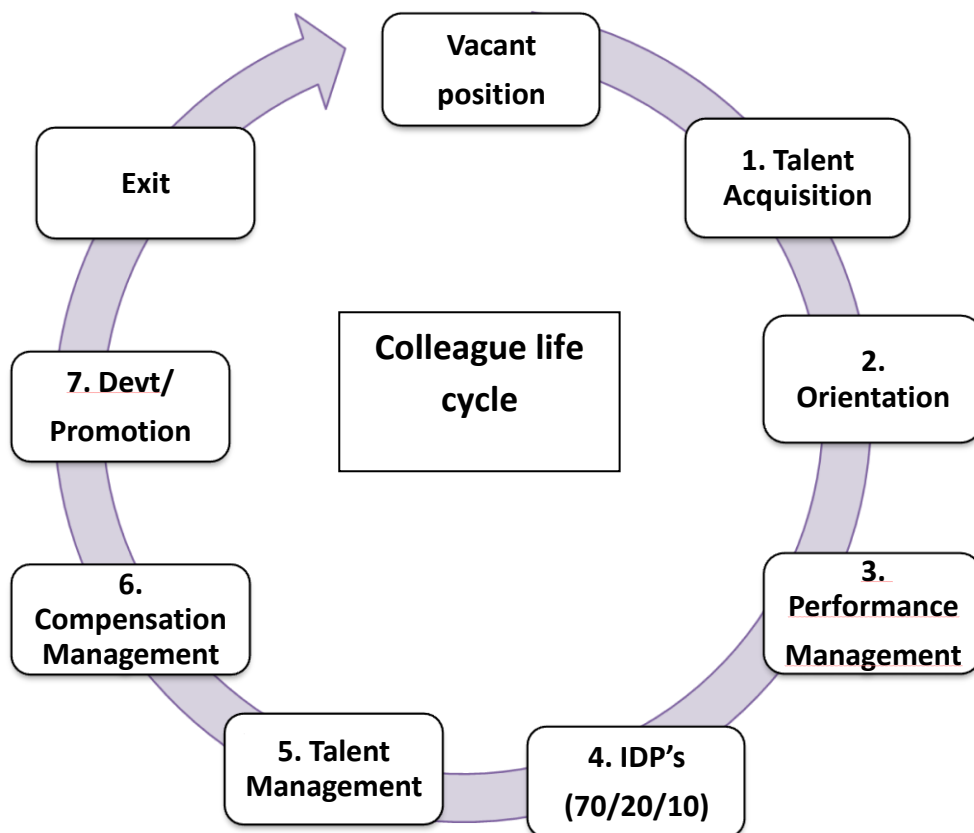 Vacant
position
1. Talent
Acquisition
2.
Orientation
3.
Performance
Management
4. IDP’s
(70/20/10)
5. Talent
Management
6.
Compensation
Management
7. Devt/
Promotion
Exit
Colleague life
cycle